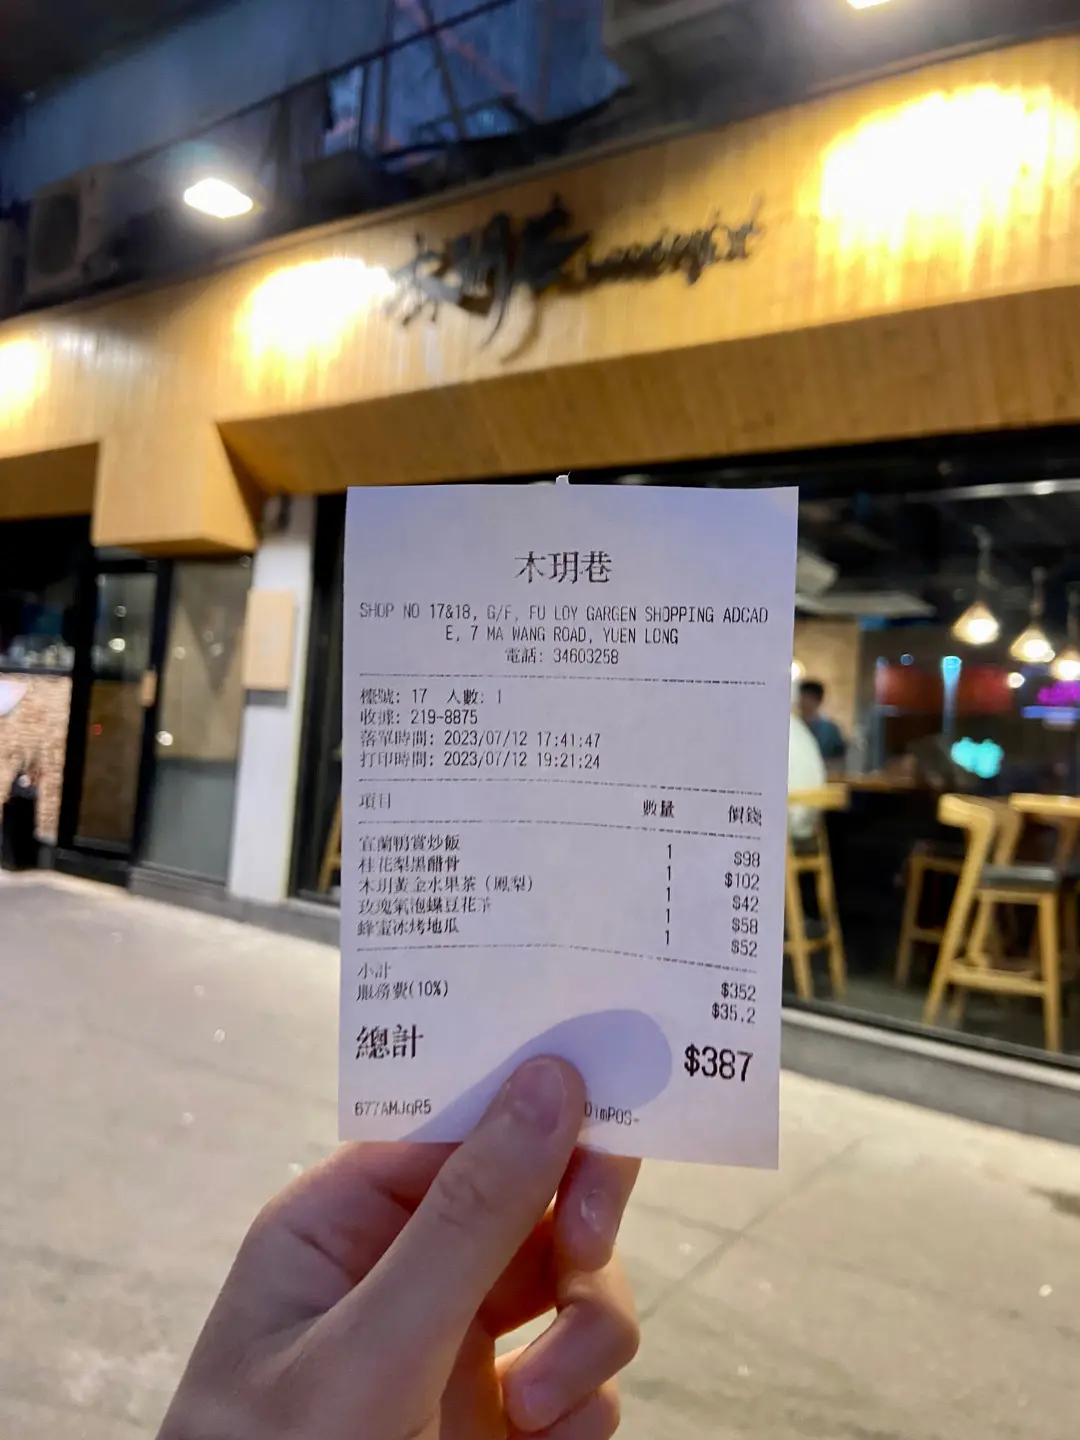 木玥巷
木玥巷
SHOP NO 17&18, G/F, FU LOY GARGEN SHOPPING ADCAD
E, 7 MA WANG ROAD, YUEN LONG
電話: 34603258
檯號: 17 人數: 1
收據: 219-8875
落單時間: 2023/07/12 17:41:47
打印時間: 2023/07/12 19:21:24
項目 數量 價錢
宜蘭鴨賞炒飯 1 $98
桂花梨黑醋骨 1 $102
木玥黃金水果茶 (鳳梨) 1 $42
玫瑰氣泡蝶豆花茶 1 $58
蜂蜜冰烤地瓜 1 $52
小計 $352
服務費(10%) $35.2
總計 $387
677AMJqR5 DimPOS-